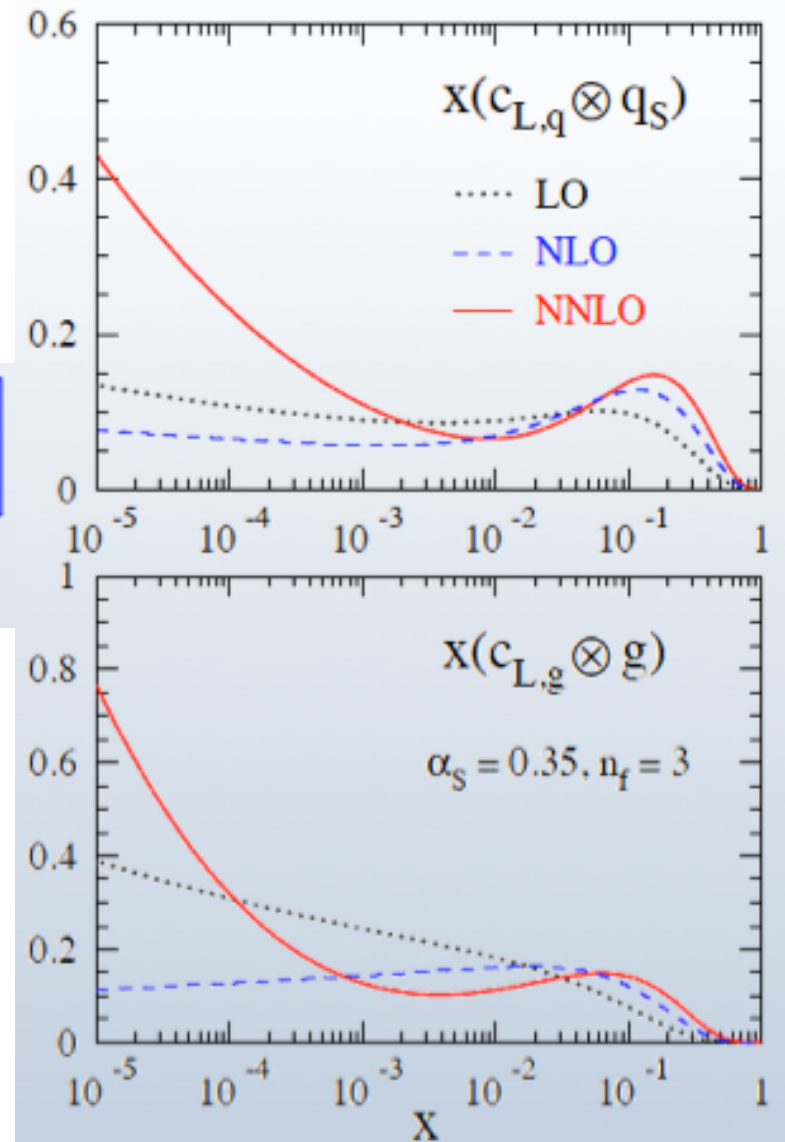 0.6
x(c_{L,q} ⊗ q_S)
LO
0.4
NLO
NNLO
0.2
0
10^{-5} 10^{-4} 10^{-3} 10^{-2} 10^{-1} 1
1
x(c_{L,g} ⊗ g)
0.8
α_S = 0.35, n_f = 3
0.6
0.4
0.2
0
10^{-5} 10^{-4} 10^{-3} 10^{-2} 10^{-1} 1
x